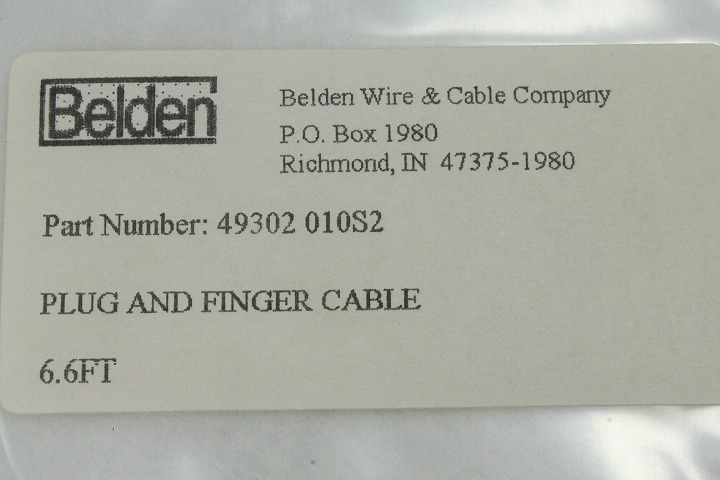 Belden
Belden Wire & Cable Company
P.O. Box 1980
Richmond, IN 47375-1980
Part Number: 49302 010S2
PLUG AND FINGER CABLE
6.6FT